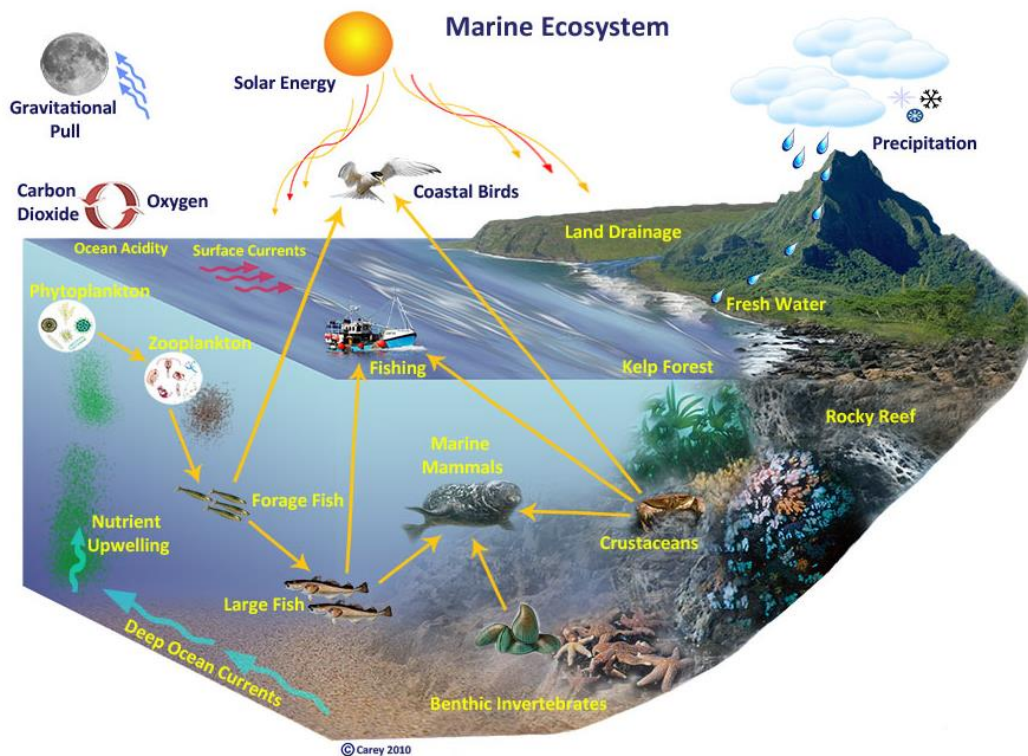 Marine Ecosystem
Solar Energy
Gravitational
Pull
Precipitation
Carbon
Dioxide
Oxygen
Coastal Birds
Ocean Acidity
Surface Currents
Land Drainage
Phytoplankton
Fresh Water
Zooplankton
Fishing
Kelp Forest
Rocky Reef
Marine
Mammals
Forage Fish
Nutrient
Upwelling
Crustaceans
Large Fish
Deep Ocean Currents
Benthic Invertebrates
© Carey 2010